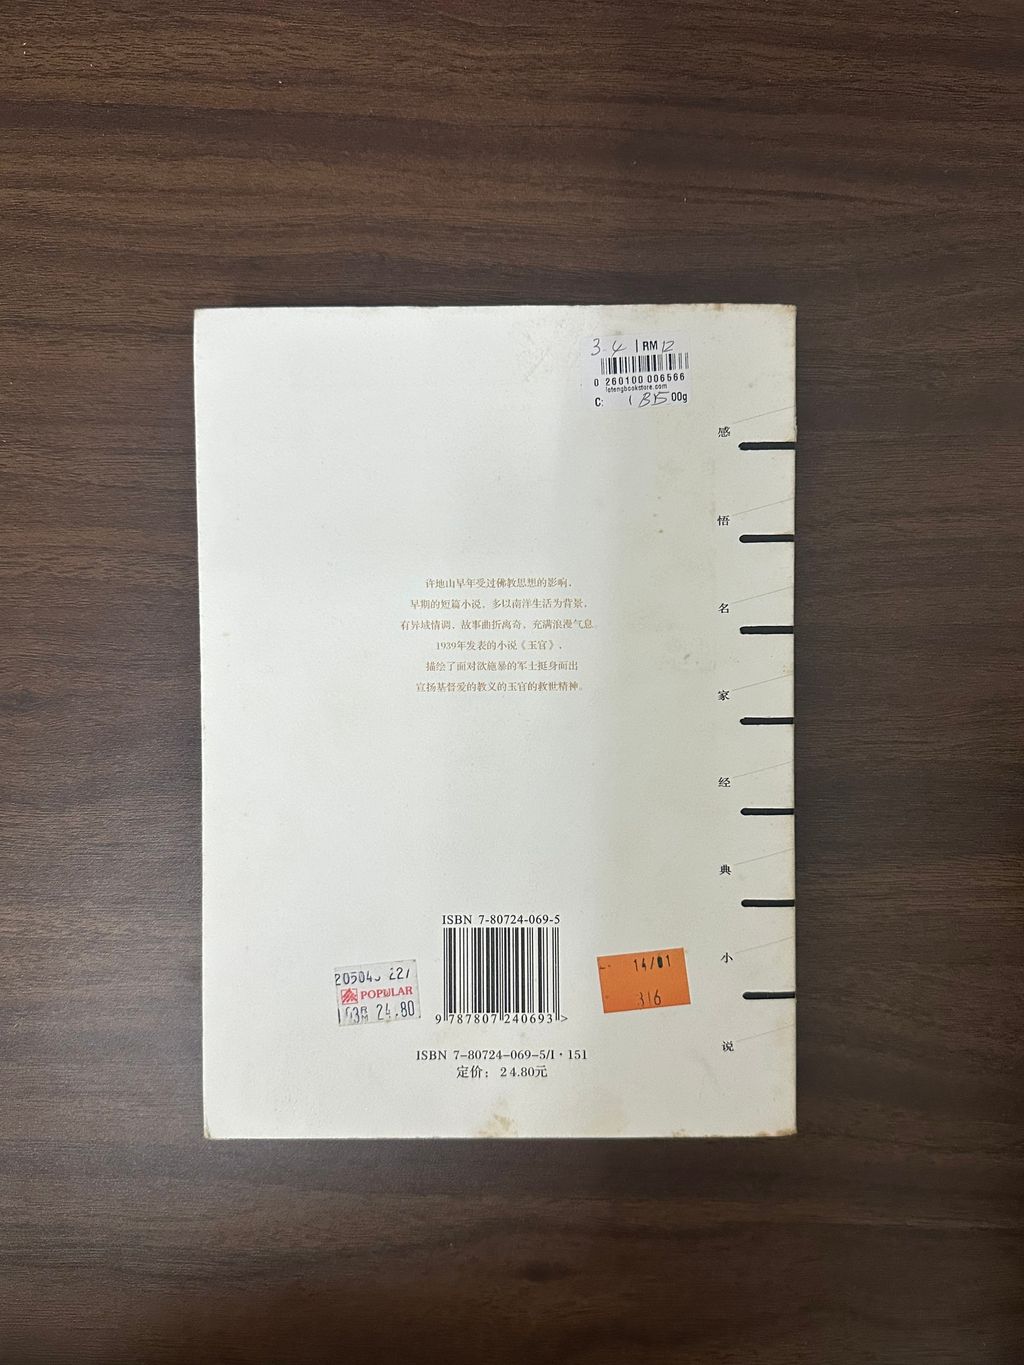 3-4 | RM 12
0 260100 006566
latengbookstore.com
C: 00g
感悟名家经典小说
许地山早年受过佛教思想的影响，
早期的短篇小说，多以南洋生活为背景，
有异域情调，故事曲折离奇，充满浪漫气息。
1939年发表的小说《玉官》，
描绘了面对欲施暴的军士挺身而出
宣扬基督爱的教义的玉官的救世精神。
ISBN 7-80724-069-5
9 787807 240693 >
POPULAR
24.80
14/01
316
ISBN 7-80724-069-5/I·151
定价：24.80元